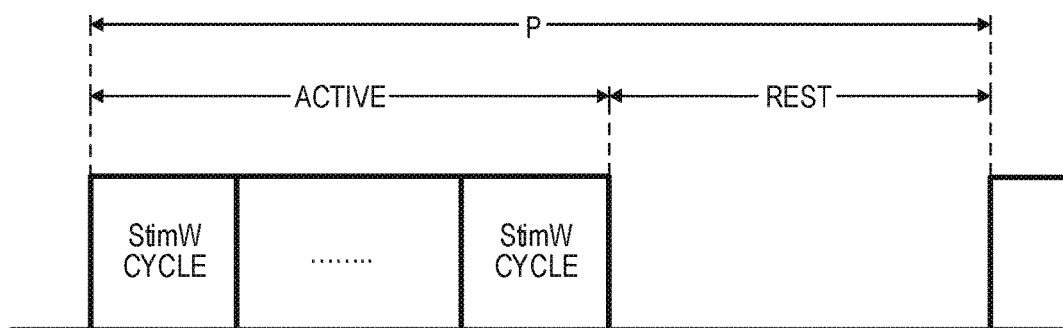 P
ACTIVE REST
StimW StimW
CYCLE ........ CYCLE